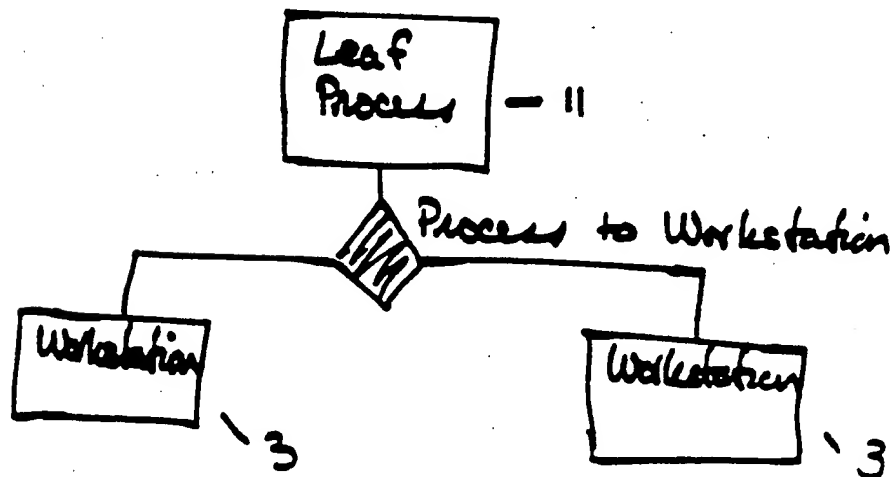 Leaf
Process
11
Process to Workstation
Workstation
3
Workstation
3